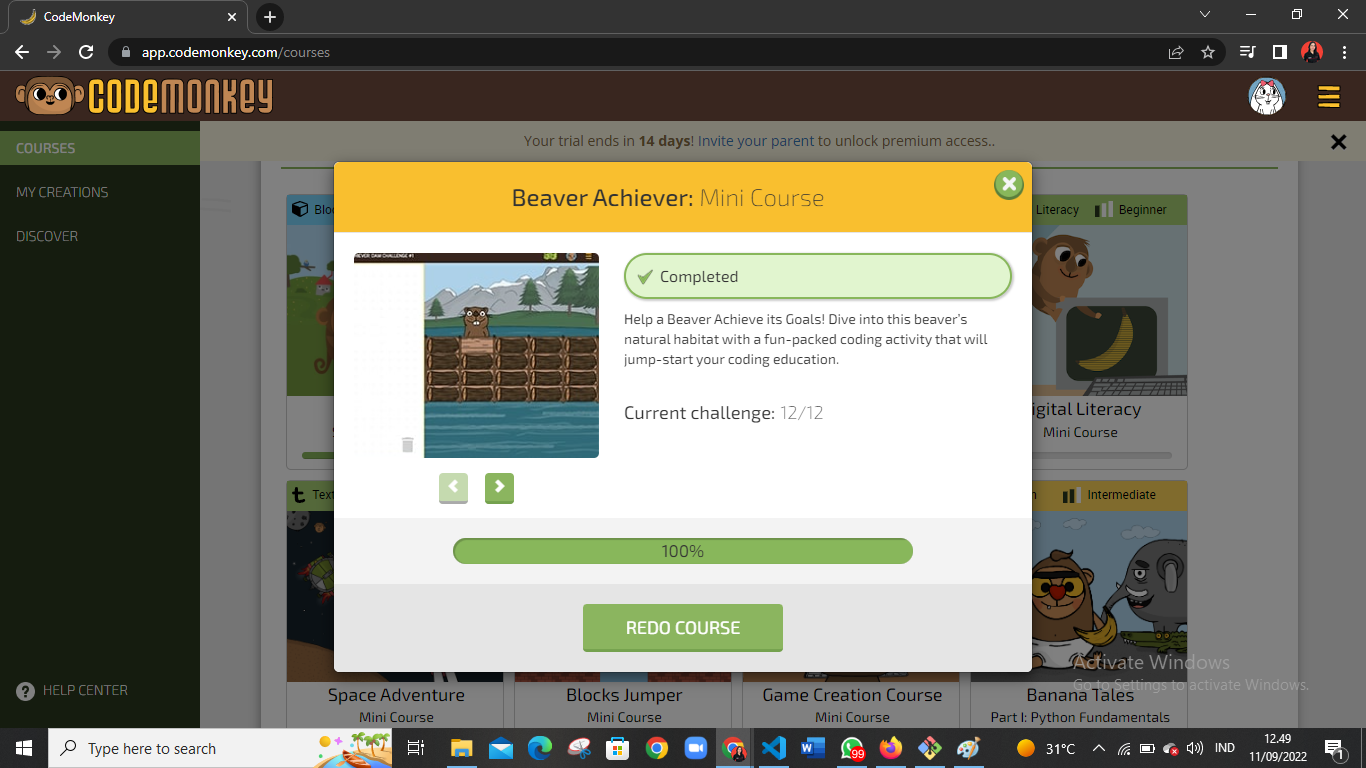 CodeMonkey
app.codemonkey.com/courses
CODEMONKEY
COURSES
MY CREATIONS
DISCOVER
HELP CENTER
Your trial ends in 14 days! Invite your parent to unlock premium access..
Literacy Beginner
Beaver Achiever: Mini Course
Completed
Help a Beaver Achieve its Goals! Dive into this beaver's
natural habitat with a fun-packed coding activity that will
jump-start your coding education.
Current challenge: 12/12
100%
REDO COURSE
igital Literacy
Mini Course
Text
Intermediate
Space Adventure
Mini Course
Blocks Jumper
Mini Course
Game Creation Course
Mini Course
Banana Tales
Part I: Python Fundamentals
Activate Windows
Go to Settings to activate Windows.
Type here to search
99
31°C
IND
12.49
11/09/2022
1